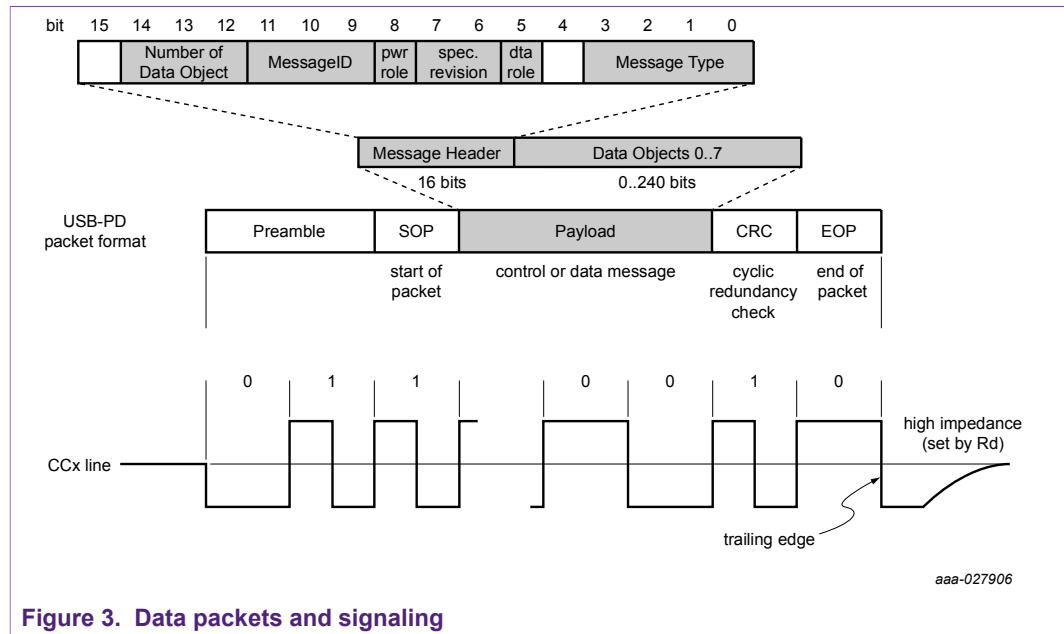 bit 15 14 13 12 11 10 9 8 7 6 5 4 3 2 1 0
Number of
Data Object
MessageID
pwr
role
spec.
revision
dta
role
Message Type
Message Header
Data Objects 0..7
16 bits
0..240 bits
USB-PD
packet format
Preamble
SOP
Payload
CRC
EOP
start of
packet
control or data message
cyclic
redundancy
check
end of
packet
0 1 1 0 0 1 0
high impedance
(set by Rd)
CCx line
trailing edge
aaa-027906
Figure 3. Data packets and signaling